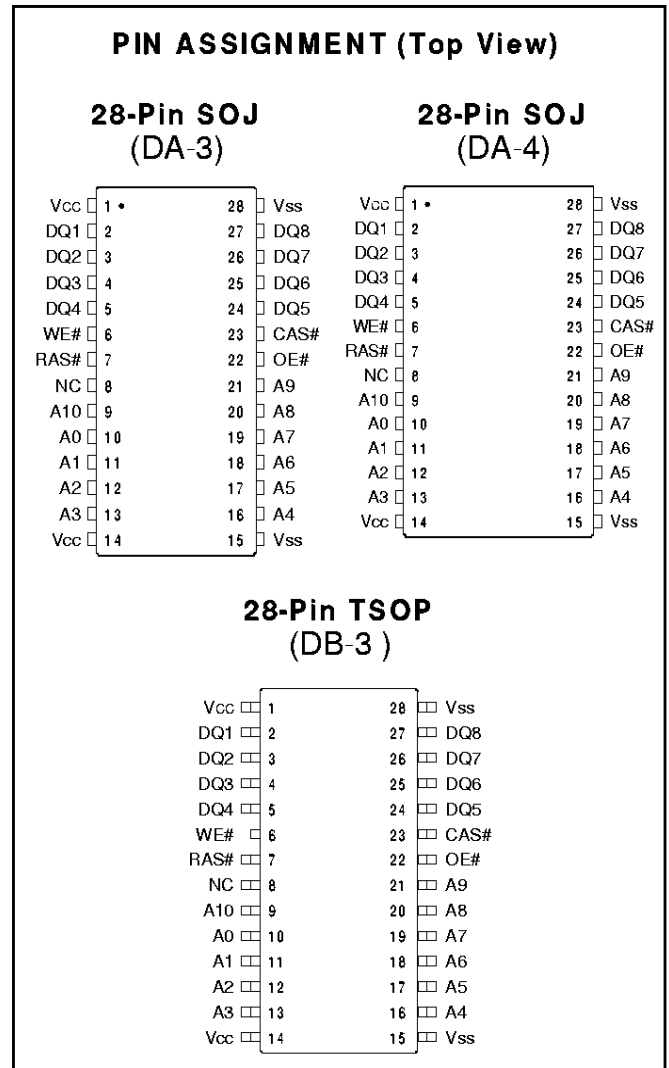 PIN ASSIGNMENT (Top View)
28-Pin SOJ
(DA-3)
Vcc 1 • 28 Vss
DQ1 2 27 DQ8
DQ2 3 26 DQ7
DQ3 4 25 DQ6
DQ4 5 24 DQ5
WE# 6 23 CAS#
RAS# 7 22 OE#
NC 8 21 A9
A10 9 20 A8
A0 10 19 A7
A1 11 18 A6
A2 12 17 A5
A3 13 16 A4
Vcc 14 15 Vss
28-Pin SOJ
(DA-4)
Vcc 1 • 28 Vss
DQ1 2 27 DQ8
DQ2 3 26 DQ7
DQ3 4 25 DQ6
DQ4 5 24 DQ5
WE# 6 23 CAS#
RAS# 7 22 OE#
NC 8 21 A9
A10 9 20 A8
A0 10 19 A7
A1 11 18 A6
A2 12 17 A5
A3 13 16 A4
Vcc 14 15 Vss
28-Pin TSOP
(DB-3 )
Vcc 1 28 Vss
DQ1 2 27 DQ8
DQ2 3 26 DQ7
DQ3 4 25 DQ6
DQ4 5 24 DQ5
WE# 6 23 CAS#
RAS# 7 22 OE#
NC 8 21 A9
A10 9 20 A8
A0 10 19 A7
A1 11 18 A6
A2 12 17 A5
A3 13 16 A4
Vcc 14 15 Vss